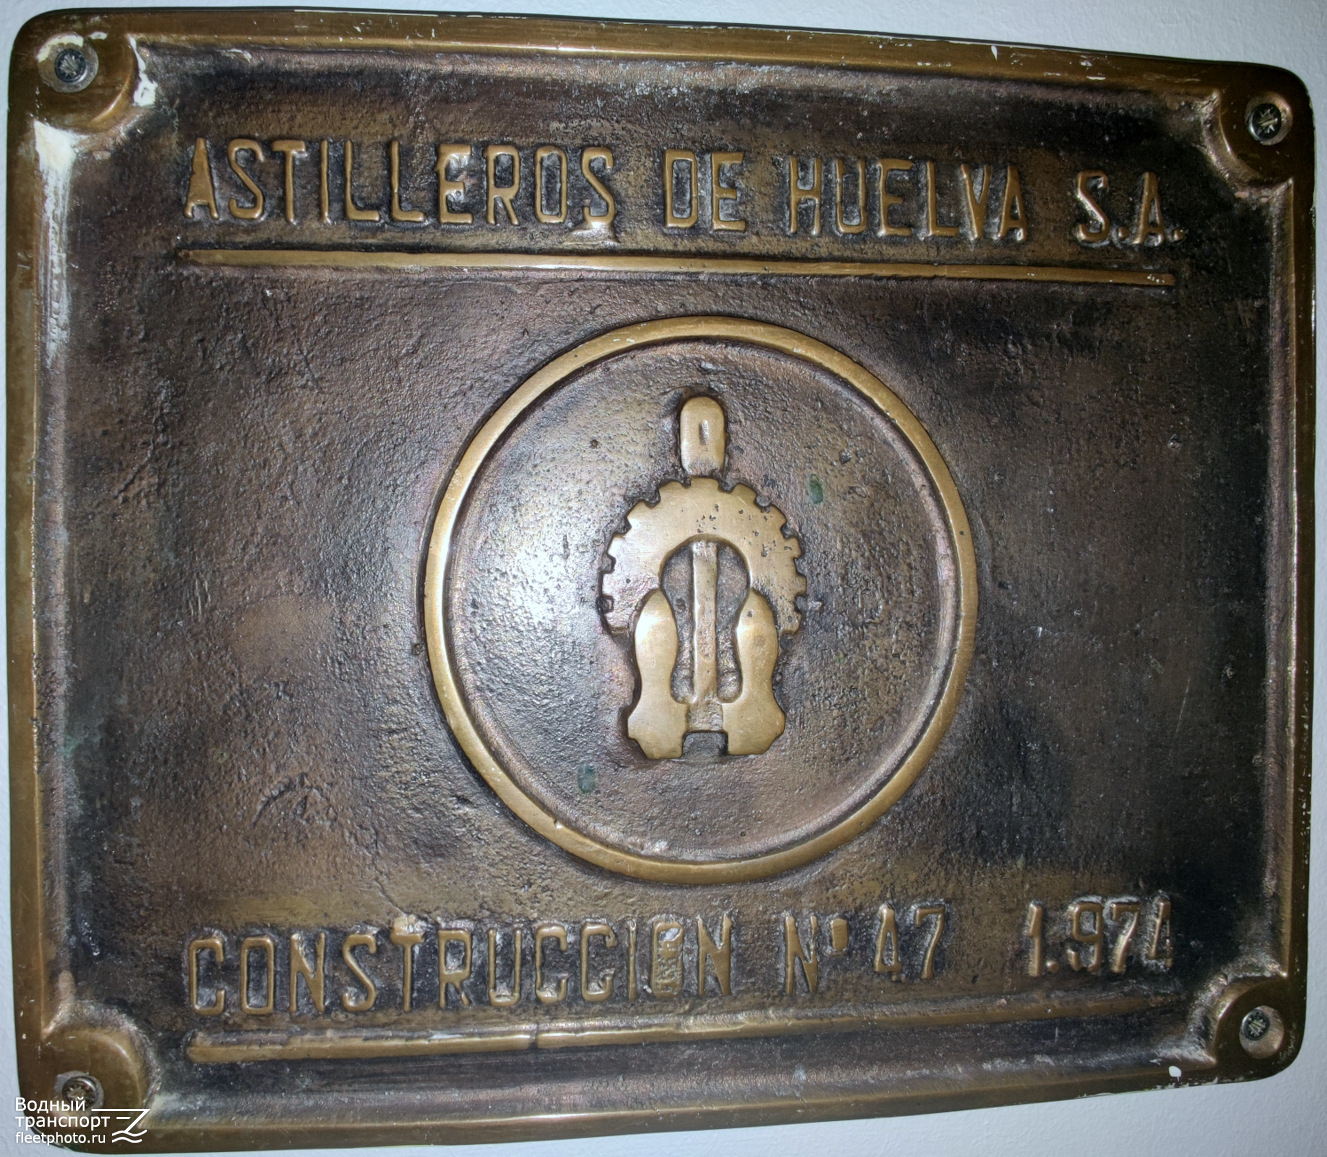 ASTILLEROS DE HUELVA S.A.
CONSTRUCCION Nº 47 1.974
Водный
транспорт
fleetphoto.ru